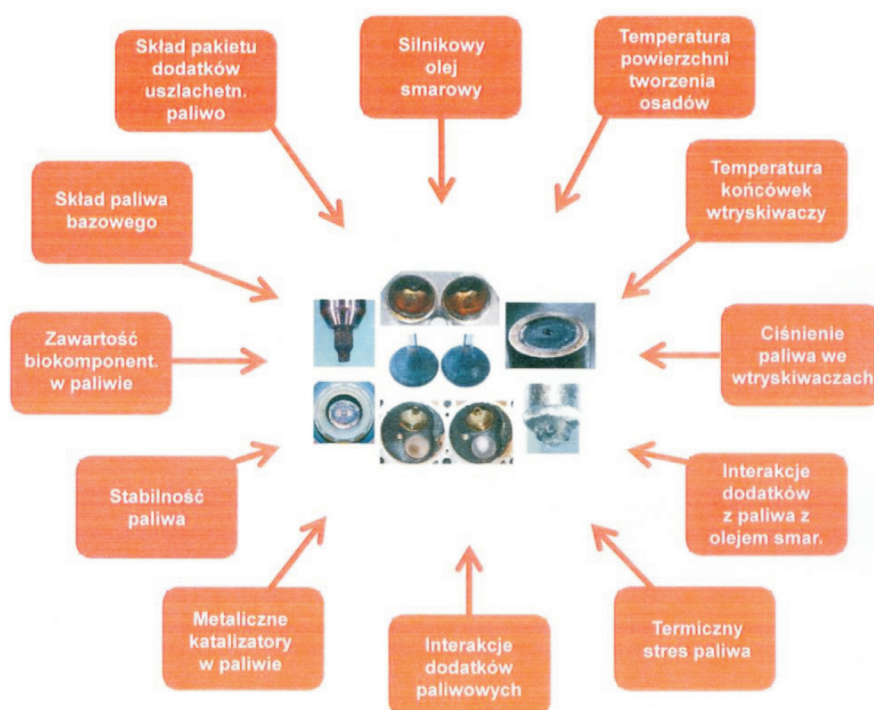 Skład pakietu
dodatków
uszlachetn.
paliwo
Silnikowy
olej
smarowy
Temperatura
powierzchni
tworzenia
osadów
Skład paliwa
bazowego
Temperatura
końcówek
wtryskiwaczy
Zawartość
biokomponent.
w paliwie
Ciśnienie
paliwa we
wtryskiwaczach
Stabilność
paliwa
Interakcje
dodatków
z paliwa z
olejem smar.
Metaliczne
katalizatory
w paliwie
Interakcje
dodatków
paliwowych
Termiczny
stres paliwa